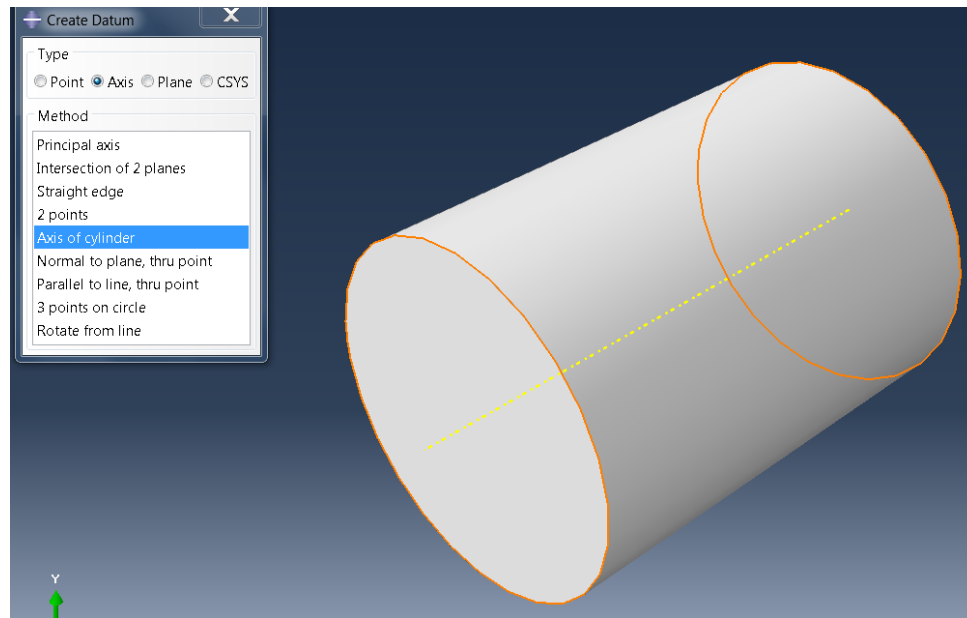 Create Datum
X
Type
Point Axis Plane CSYS
Method
Principal axis
Intersection of 2 planes
Straight edge
2 points
Axis of cylinder
Normal to plane, thru point
Parallel to line, thru point
3 points on circle
Rotate from line
Y